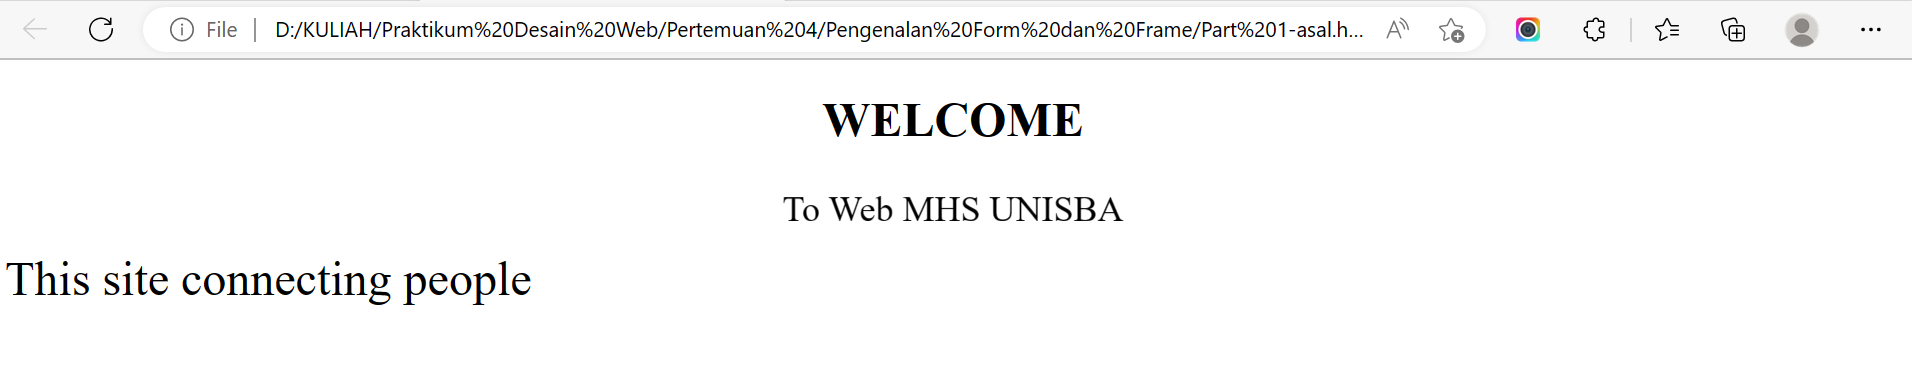 File
D:/KULIAH/Praktikum%20Desain%20Web/Pertemuan%204/Pengenalan%20Form%20dan%20Frame/Part%201-asal.h...
WELCOME
To Web MHS UNISBA
This site connecting people